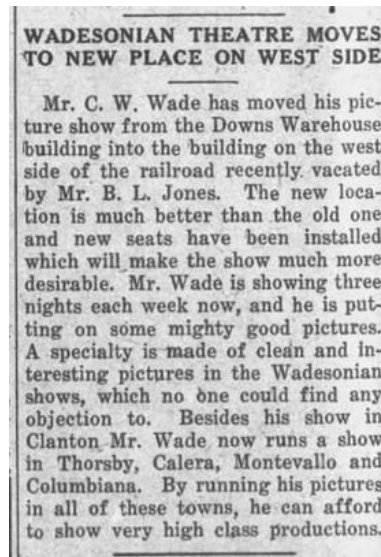 WADESONIAN THEATRE MOVES
TO NEW PLACE ON WEST SIDE
Mr. C. W. Wade has moved his pic-
ture show from the Downs Warehouse
building into the building on the west
side of the railroad recently vacated
by Mr. B. L. Jones. The new loca-
tion is much better than the old one
and new seats have been installed
which will make the show much more
desirable. Mr. Wade is showing three
nights each week now, and he is put-
ting on some mighty good pictures.
A specialty is made of clean and in-
teresting pictures in the Wadesonian
shows, which no one could find any
objection to. Besides his show in
Clanton Mr. Wade now runs a show
in Thorsby, Calera, Montevallo and
Columbiana. By running his pictures
in all of these towns, he can afford
to show very high class productions.